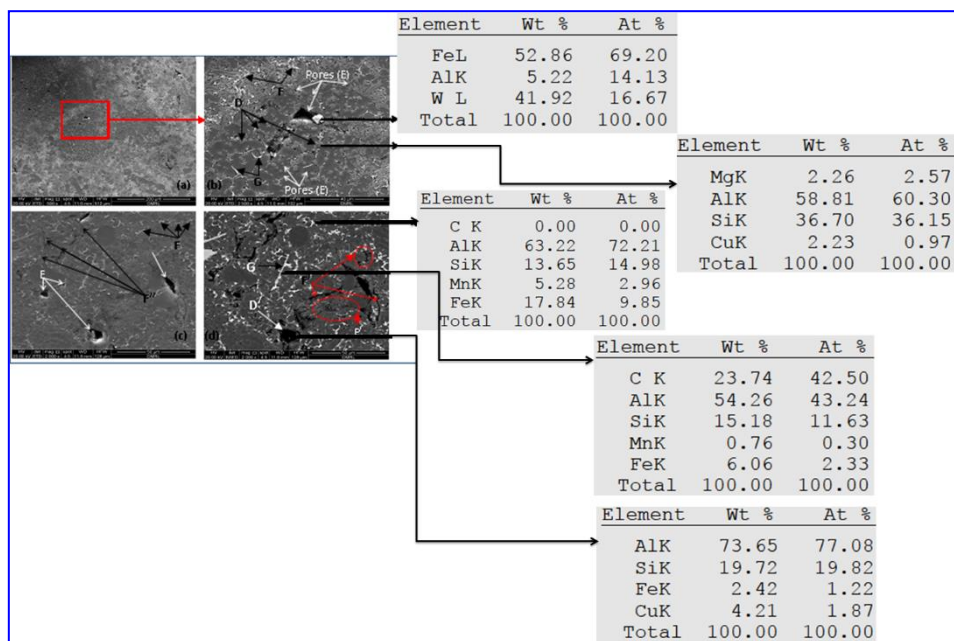 Element Wt % At %
FeL 52.86 69.20
AlK 5.22 14.13
W L 41.92 16.67
Total 100.00 100.00
Pores (E)
F
D
G
Pores (E)
(a)
(b)
Element Wt % At %
MgK 2.26 2.57
AlK 58.81 60.30
SiK 36.70 36.15
CuK 2.23 0.97
Total 100.00 100.00
Element Wt % At %
C K 0.00 0.00
AlK 63.22 72.21
SiK 13.65 14.98
MnK 5.28 2.96
FeK 17.84 9.85
Total 100.00 100.00
F
E
F''
(c)
G
D
(d)
Element Wt % At %
C K 23.74 42.50
AlK 54.26 43.24
SiK 15.18 11.63
MnK 0.76 0.30
FeK 6.06 2.33
Total 100.00 100.00
Element Wt % At %
AlK 73.65 77.08
SiK 19.72 19.82
FeK 2.42 1.22
CuK 4.21 1.87
Total 100.00 100.00